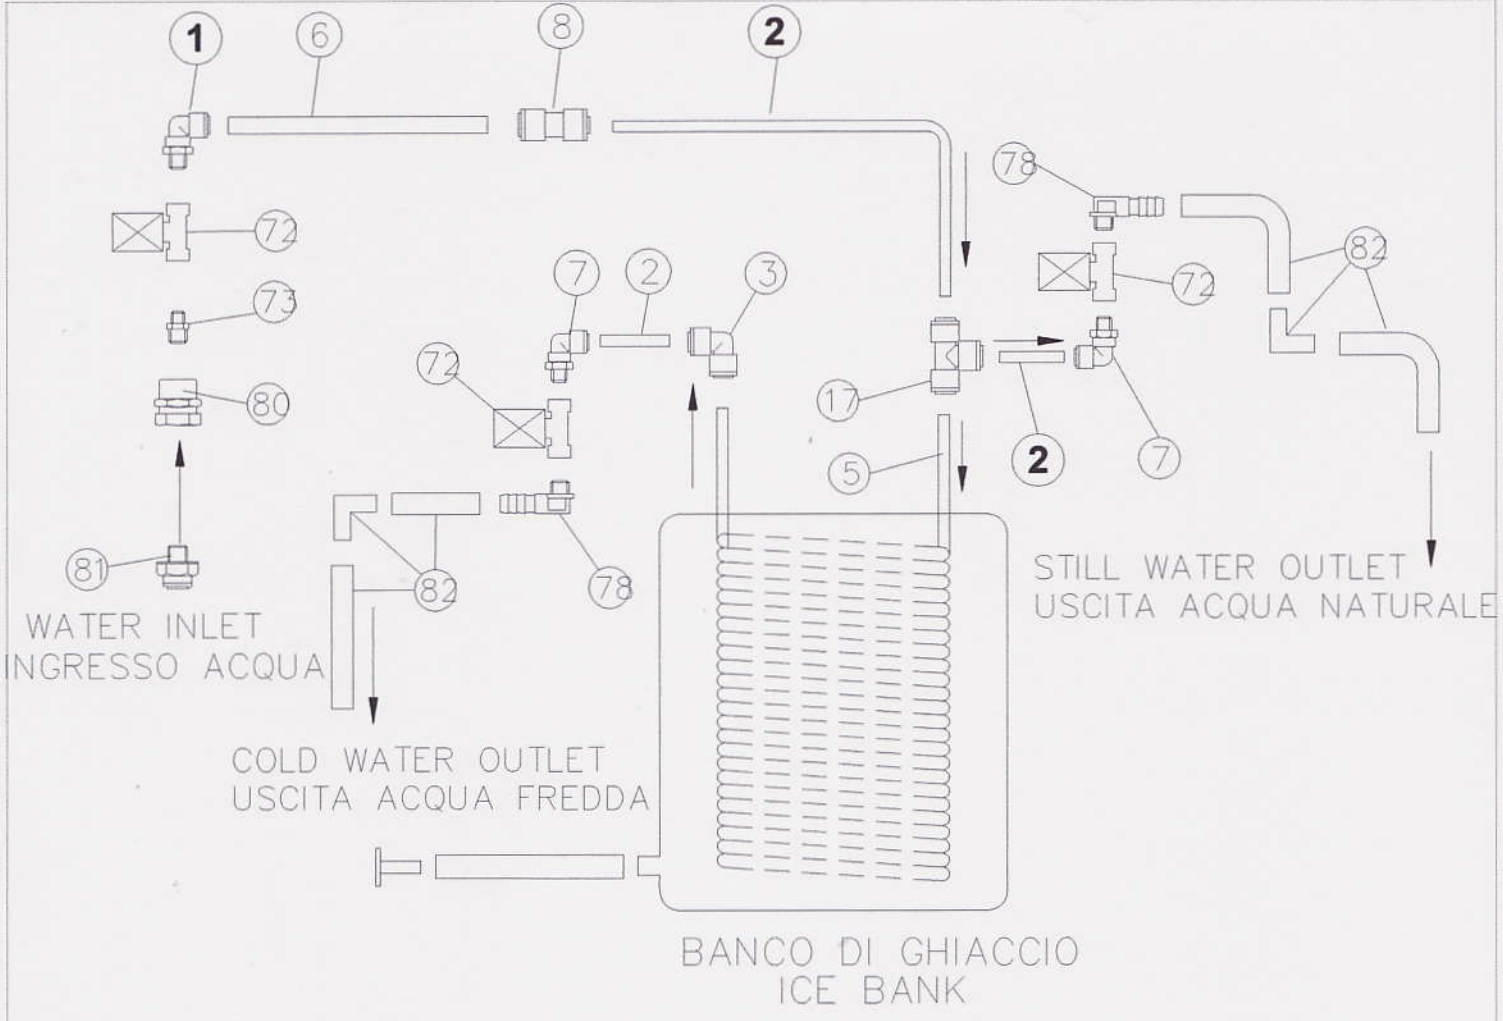 1
6
8
2
78
72
82
72
7
2
3
73
72
17
80
2
7
5
81
82
78
STILL WATER OUTLET
USCITA ACQUA NATURALE
WATER INLET
INGRESSO ACQUA
COLD WATER OUTLET
USCITA ACQUA FREDDA
BANCO DI GHIACCIO
ICE BANK